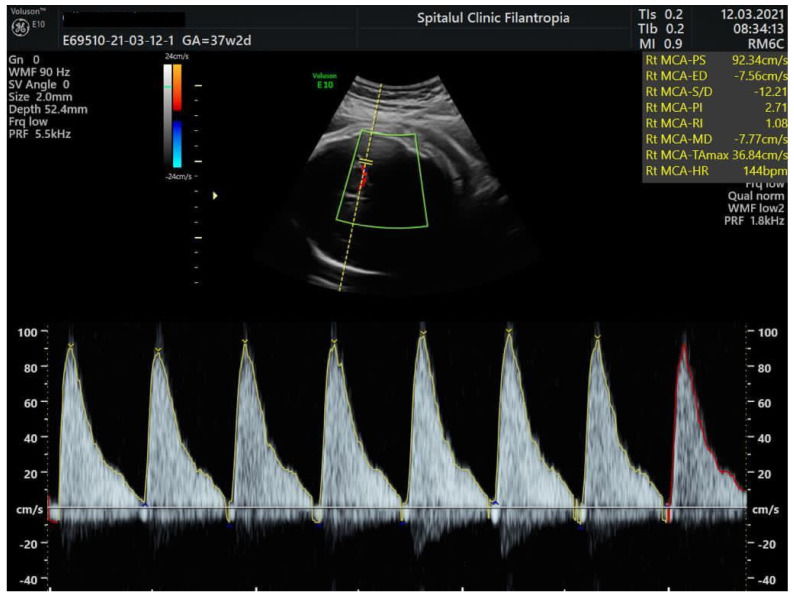 Voluson™
GE E10
E69510-21-03-12-1 GA=37w2d
Spitalul Clinic Filantropia
TIs 0.2
TIb 0.2
MI 0.9
12.03.2021
08:34:13
RM6C
Gn 0
WMF 90 Hz
SV Angle 0
Size 2.0mm
Depth 52.4mm
Frq low
PRF 5.5kHz
24cm/s
-24cm/s
Voluson
E10
Rt MCA-PS 92.34cm/s
Rt MCA-ED -7.56cm/s
Rt MCA-S/D -12.21
Rt MCA-PI 2.71
Rt MCA-RI 1.08
Rt MCA-MD -7.77cm/s
Rt MCA-TAmax 36.84cm/s
Rt MCA-HR 144bpm
Frq low
Qual norm
WMF low2
PRF 1.8kHz
100
80
60
40
20
cm/s
-20
-40
100
80
60
40
20
cm/s
-20
-40